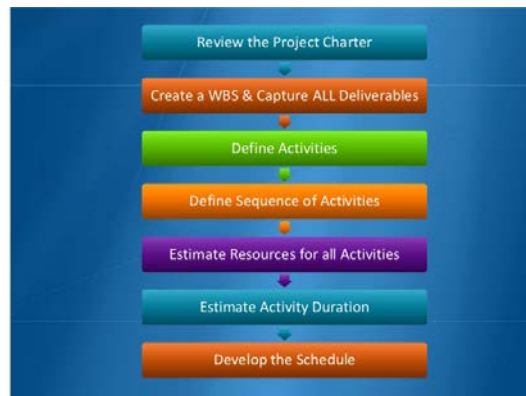 Review the Project Charter
Create a WBS & Capture ALL Deliverables
Define Activities
Define Sequence of Activities
Estimate Resources for all Activities
Estimate Activity Duration
Develop the Schedule